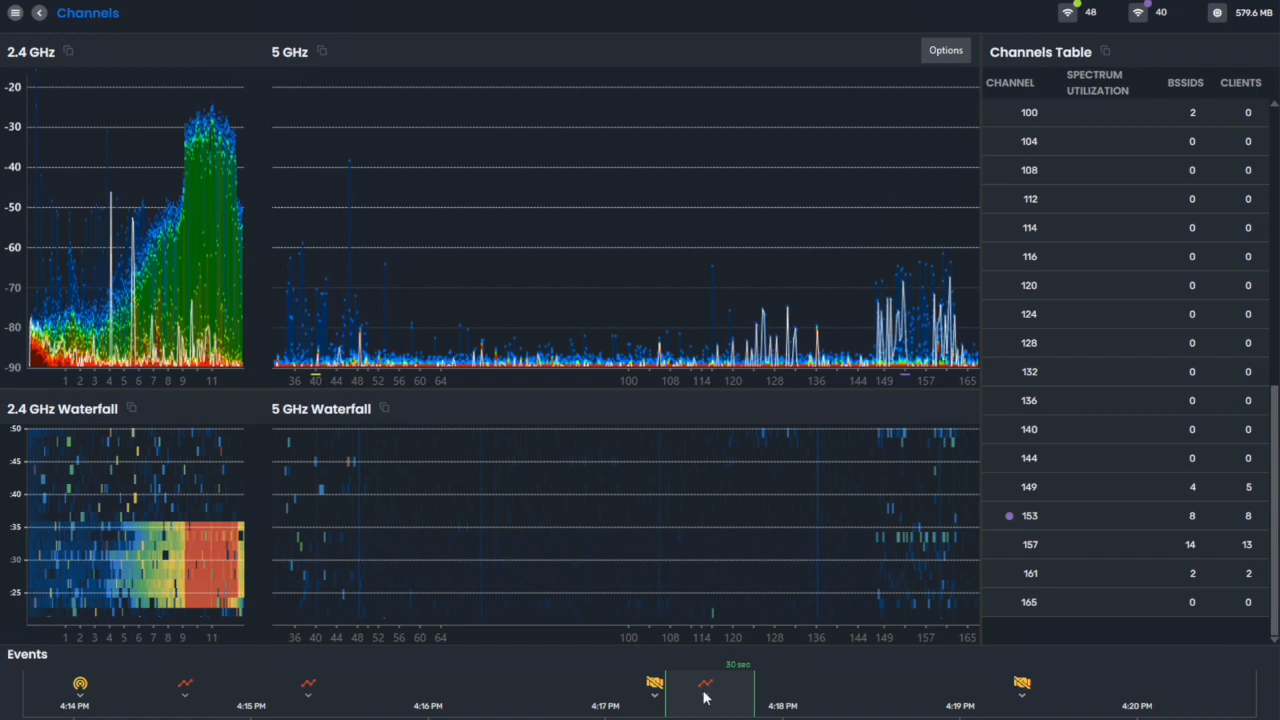 Channels 48 40 579.6 MB
2.4 GHz 5 GHz Options Channels Table
CHANNEL SPECTRUM UTILIZATION BSSIDS CLIENTS
-20
-30
-40
-50
-60
-70
-80
-90
1 2 3 4 5 6 7 8 9 11 36 40 44 48 52 56 60 64 100 108 114 120 128 136 144 149 157 165
100 2 0
104 0 0
108 0 0
112 0 0
114 0 0
116 0 0
120 0 0
124 0 0
128 0 0
132 0 0
136 0 0
140 0 0
144 0 0
149 4 5
153 8 8
157 14 13
161 2 2
165 0 0
2.4 GHz Waterfall 5 GHz Waterfall
:50
:45
:40
:35
:30
:25
1 2 3 4 5 6 7 8 9 11 36 40 44 48 52 56 60 64 100 108 114 120 128 136 144 149 157 165
Events
30 sec
4:14 PM 4:15 PM 4:16 PM 4:17 PM 4:18 PM 4:19 PM 4:20 PM